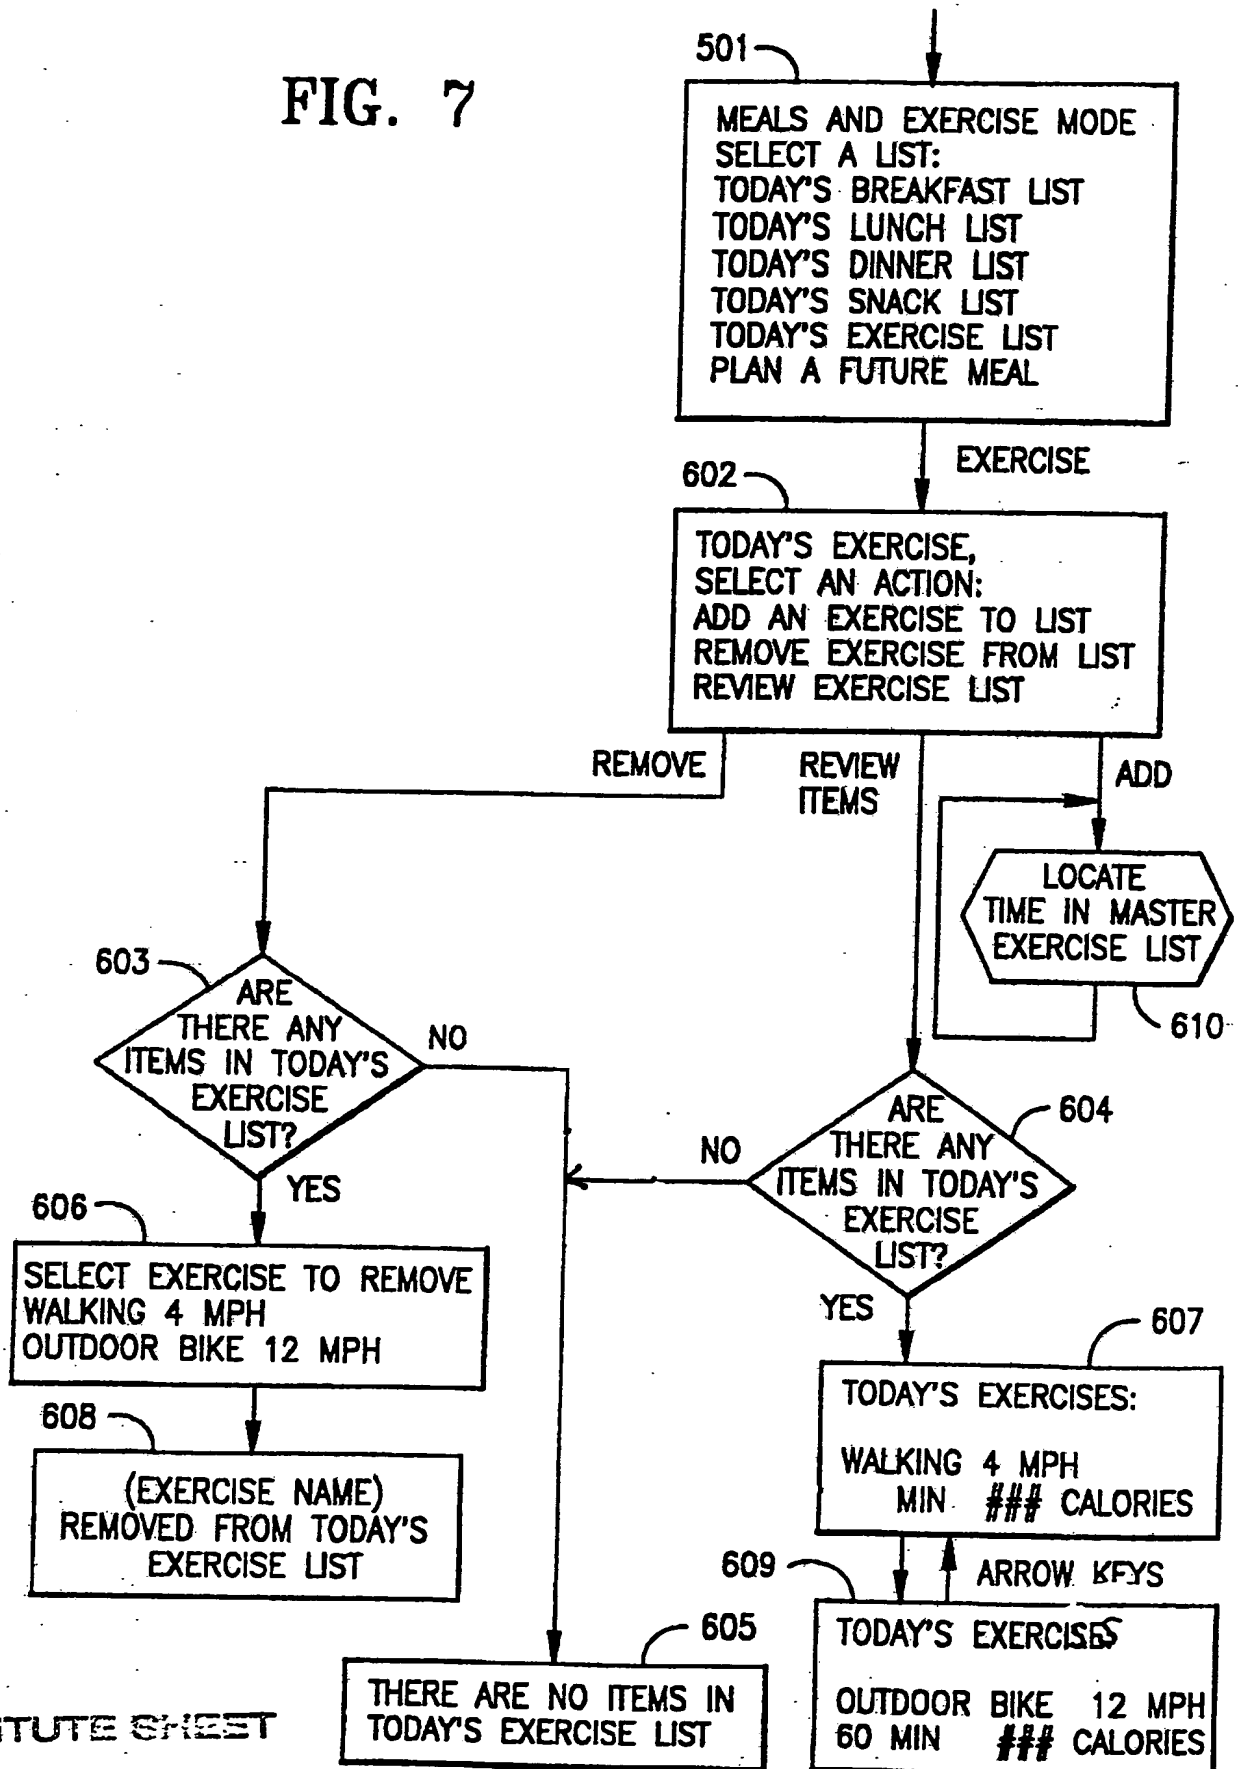 FIG. 7
501
MEALS AND EXERCISE MODE
SELECT A LIST:
TODAY'S BREAKFAST LIST
TODAY'S LUNCH LIST
TODAY'S DINNER LIST
TODAY'S SNACK LIST
TODAY'S EXERCISE LIST
PLAN A FUTURE MEAL
EXERCISE
602
TODAY'S EXERCISE,
SELECT AN ACTION:
ADD AN EXERCISE TO LIST
REMOVE EXERCISE FROM LIST
REVIEW EXERCISE LIST
REMOVE
REVIEW
ITEMS
ADD
LOCATE
TIME IN MASTER
EXERCISE LIST
610
603
ARE
THERE ANY
ITEMS IN TODAY'S
EXERCISE
LIST?
NO
YES
604
ARE
THERE ANY
ITEMS IN TODAY'S
EXERCISE
LIST?
NO
YES
606
SELECT EXERCISE TO REMOVE
WALKING 4 MPH
OUTDOOR BIKE 12 MPH
608
(EXERCISE NAME)
REMOVED FROM TODAY'S
EXERCISE LIST
607
TODAY'S EXERCISES:
WALKING 4 MPH
MIN ### CALORIES
ARROW KEYS
609
TODAY'S EXERCISES
OUTDOOR BIKE 12 MPH
60 MIN ### CALORIES
605
THERE ARE NO ITEMS IN
TODAY'S EXERCISE LIST
ITUTE SHEET